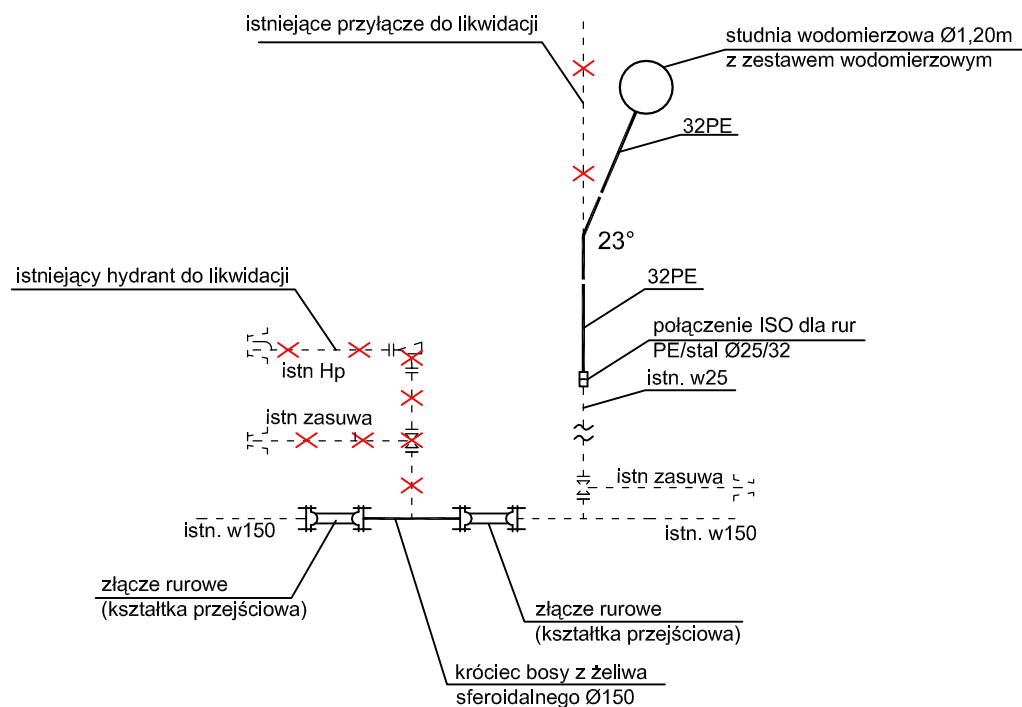 istniejące przyłącze do likwidacji
studnia wodomierzowa Ø1,20m
z zestawem wodomierzowym
32PE
23°
istniejący hydrant do likwidacji
32PE
połączenie ISO dla rur
PE/stal Ø25/32
istn Hp
istn. w25
istn zasuwa
istn zasuwa
istn. w150
istn. w150
złącze rurowe
(kształtka przejściowa)
złącze rurowe
(kształtka przejściowa)
króciec bosy z żeliwa
sferoidalnego Ø150